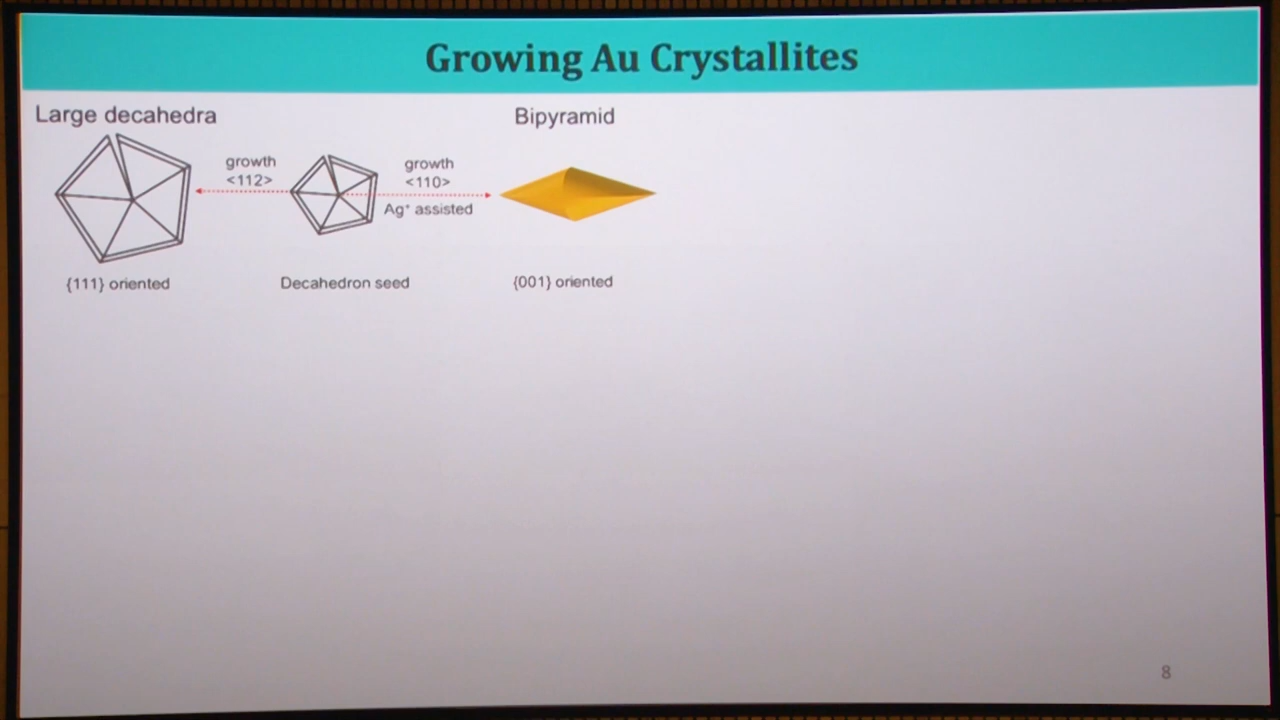 Growing Au Crystallites
Large decahedra
Bipyramid
growth
<112>
growth
<110>
Ag⁺ assisted
{111} oriented
Decahedron seed
{001} oriented
8